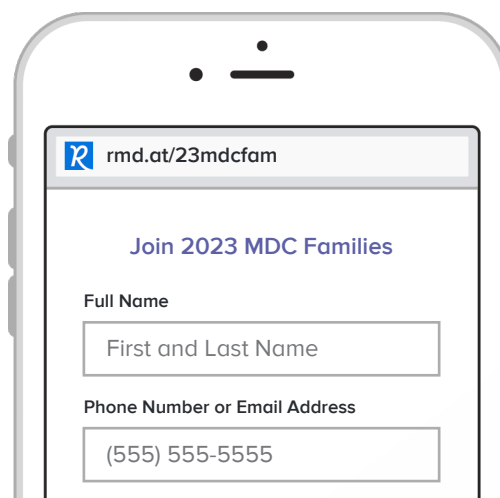 rmd.at/23mdcfam
Join 2023 MDC Families
Full Name
First and Last Name
Phone Number or Email Address
(555) 555-5555